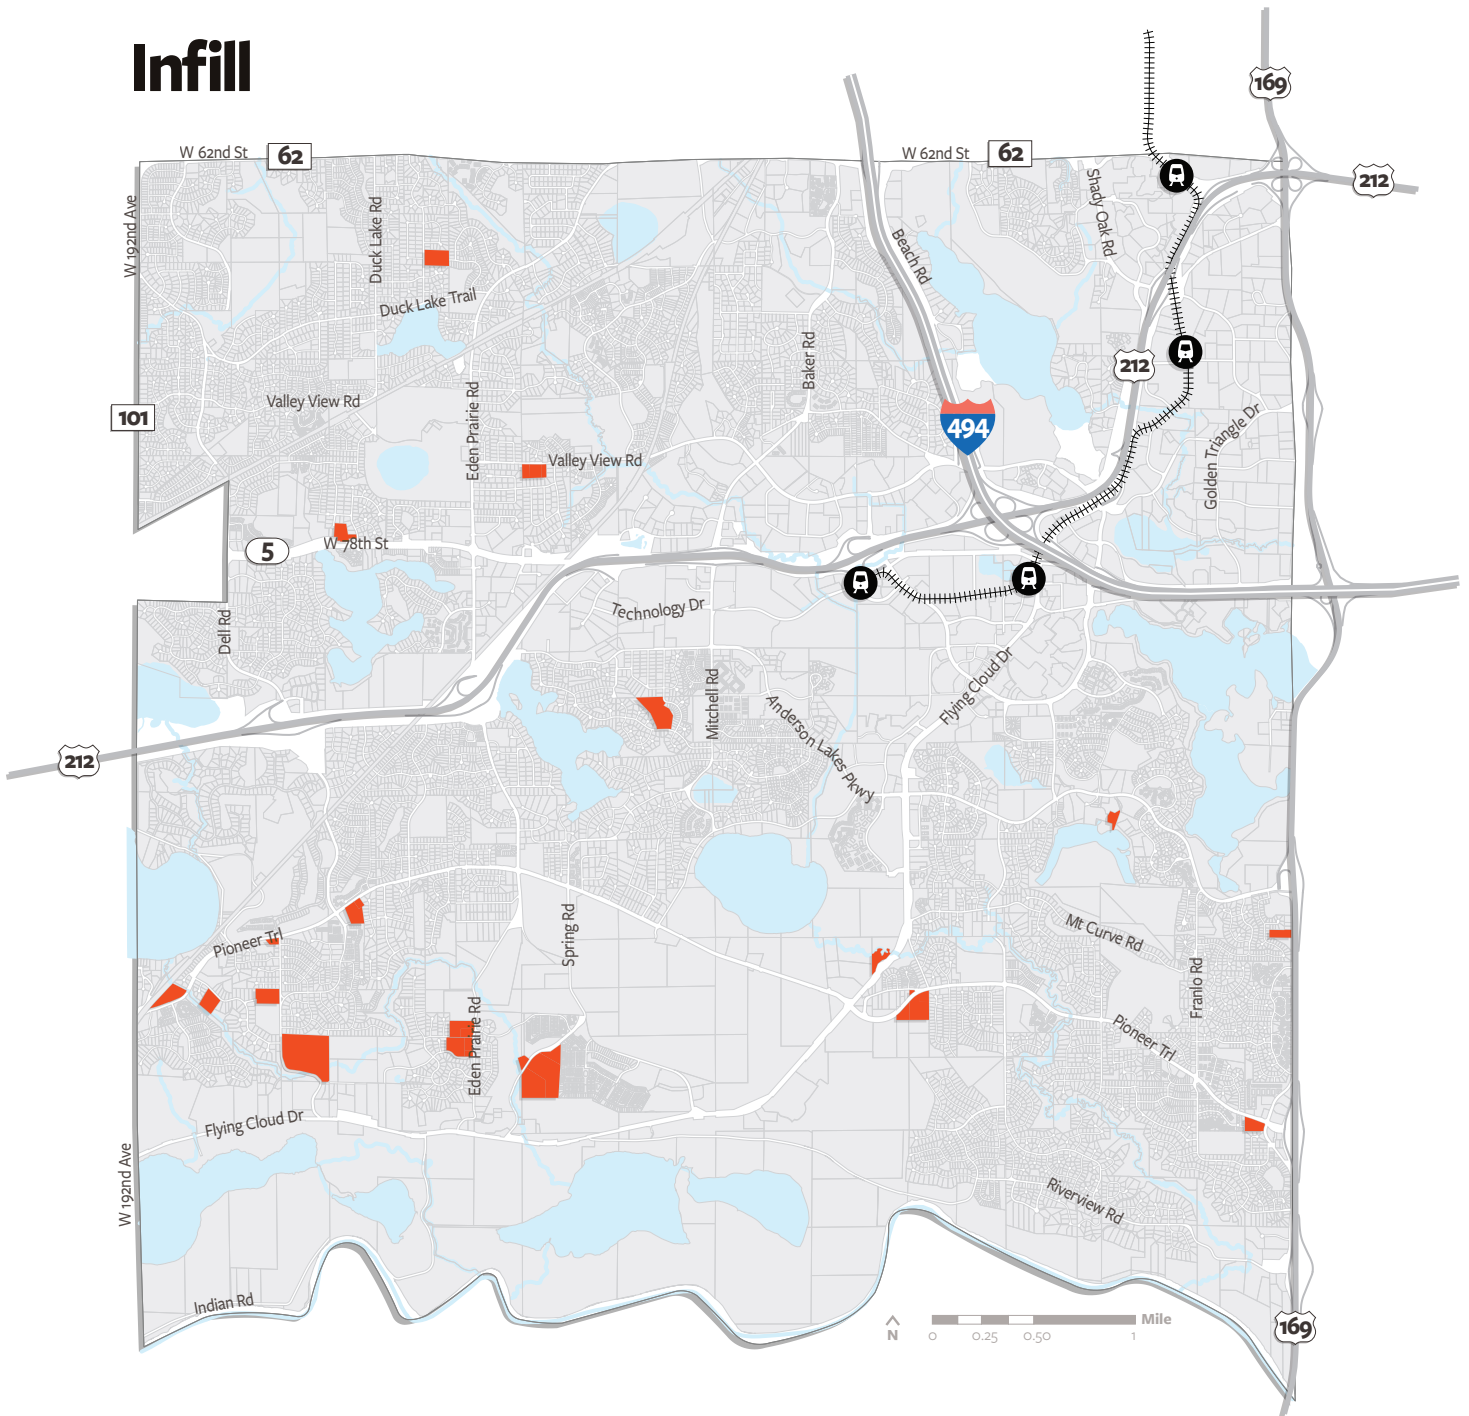 Infill
169
W 62nd St
62
W 62nd St
62
212
W 192nd Ave
Duck Lake Rd
Shady Oak Rd
Beach Rd
Duck Lake Trail
Baker Rd
212
Valley View Rd
101
Eden Prairie Rd
494
Golden Triangle Dr
Valley View Rd
5
W 78th St
Technology Dr
Dell Rd
Flying Cloud Dr
Mitchell Rd
Anderson Lakes Pkwy
212
Spring Rd
Mt Curve Rd
Pioneer Trl
Franlo Rd
Eden Prairie Rd
Pioneer Trl
Flying Cloud Dr
W 192nd Ave
Riverview Rd
Indian Rd
N
0 0.25 0.50 1 Mile
169